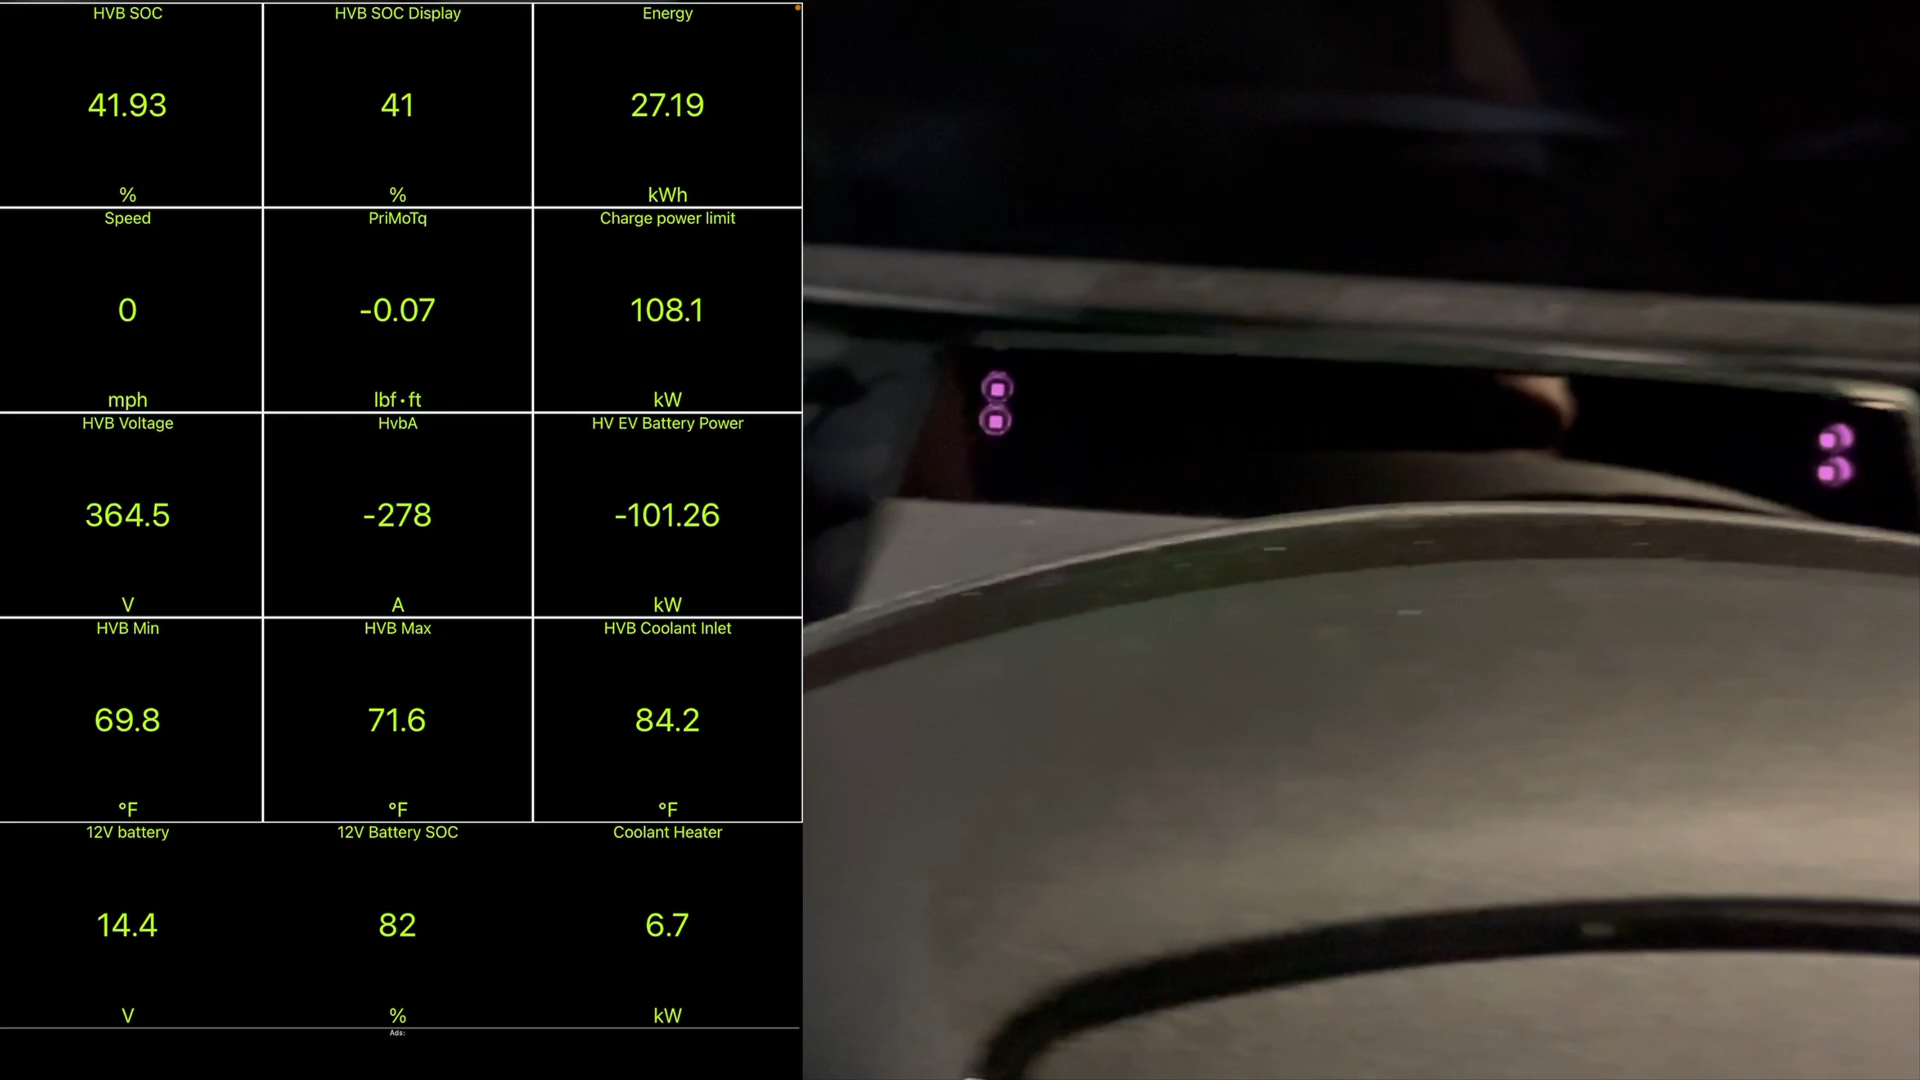 HVB SOC
41.93
%
HVB SOC Display
41
%
Energy
27.19
kWh
Speed
0
mph
PriMoTq
-0.07
lbf·ft
Charge power limit
108.1
kW
HVB Voltage
364.5
V
HvbA
-278
A
HV EV Battery Power
-101.26
kW
HVB Min
69.8
°F
HVB Max
71.6
°F
HVB Coolant Inlet
84.2
°F
12V battery
14.4
V
12V Battery SOC
82
%
Coolant Heater
6.7
kW
Ads: